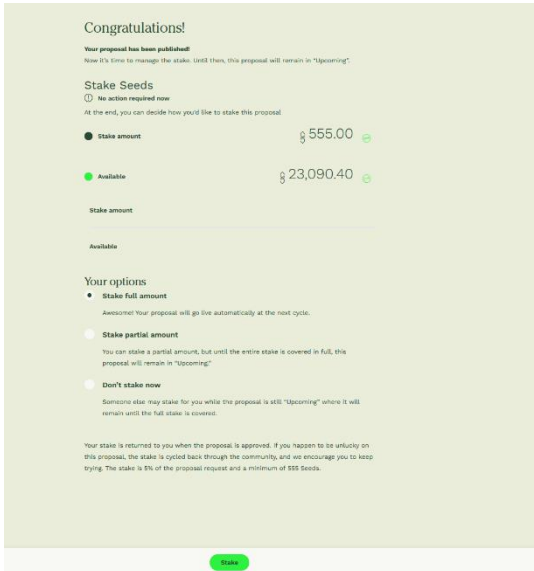 Congratulations!
Your proposal has been published!
Now it's time to manage the stake. Until then, this proposal will remain in "Upcoming".
Stake Seeds
No action required now
At the end, you can decide how you'd like to stake this proposal
Stake amount 555.00
Available 23,090.40
Stake amount
Available
Your options
Stake full amount
Awesome! Your proposal will go live automatically at the next cycle.
Stake partial amount
You can stake a partial amount, but until the entire stake is covered in full, this
proposal will remain in "Upcoming."
Don't stake now
Someone else may stake for you while the proposal is still "Upcoming" where it will
remain until the full stake is covered.
Your stake is returned to you when the proposal is approved. If you happen to be unlucky on
this proposal, the stake is cycled back through the community, and we encourage you to keep
trying. The stake is 5% of the proposal request and a minimum of 555 Seeds.
Stake